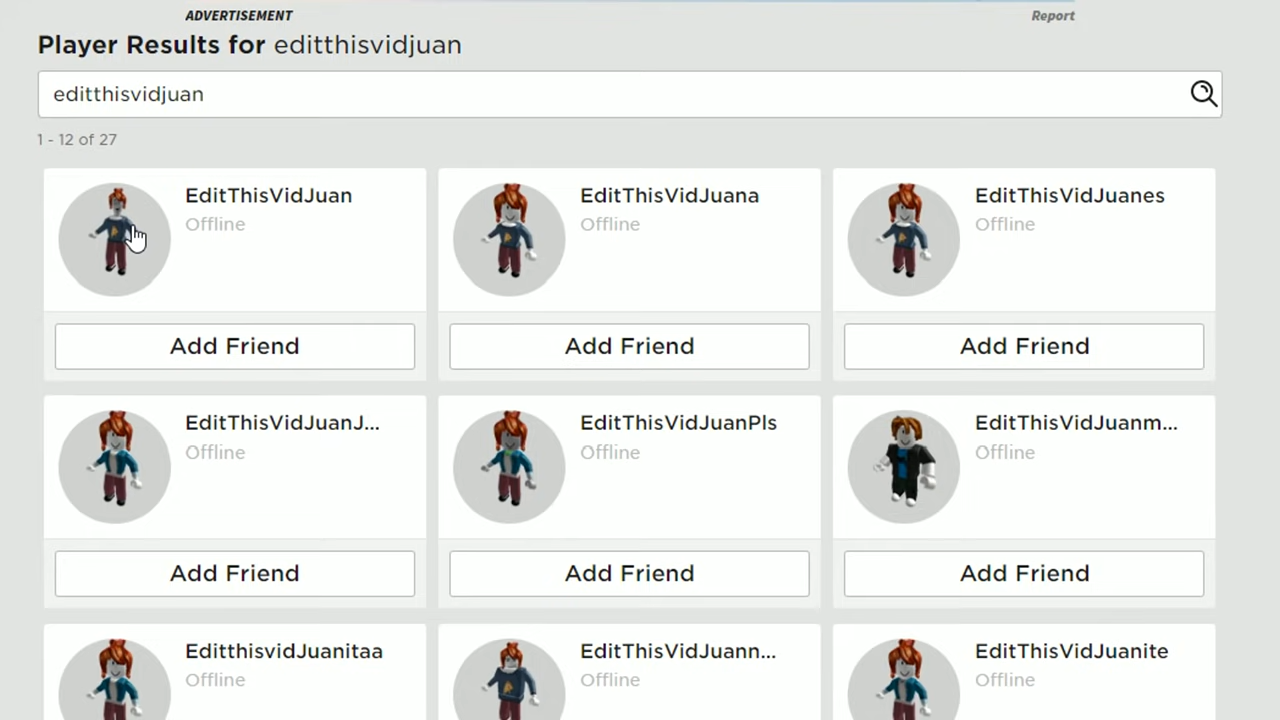 ADVERTISEMENT
Report
Player Results for editthisvidjuan
editthisvidjuan
1 - 12 of 27
EditThisVidJuan
Offline
Add Friend
EditThisVidJuana
Offline
Add Friend
EditThisVidJuanes
Offline
Add Friend
EditThisVidJuanJ...
Offline
Add Friend
EditThisVidJuanPls
Offline
Add Friend
EditThisVidJuanm...
Offline
Add Friend
EditthisvidJuanitaa
Offline
EditThisVidJuann...
Offline
EditThisVidJuanite
Offline